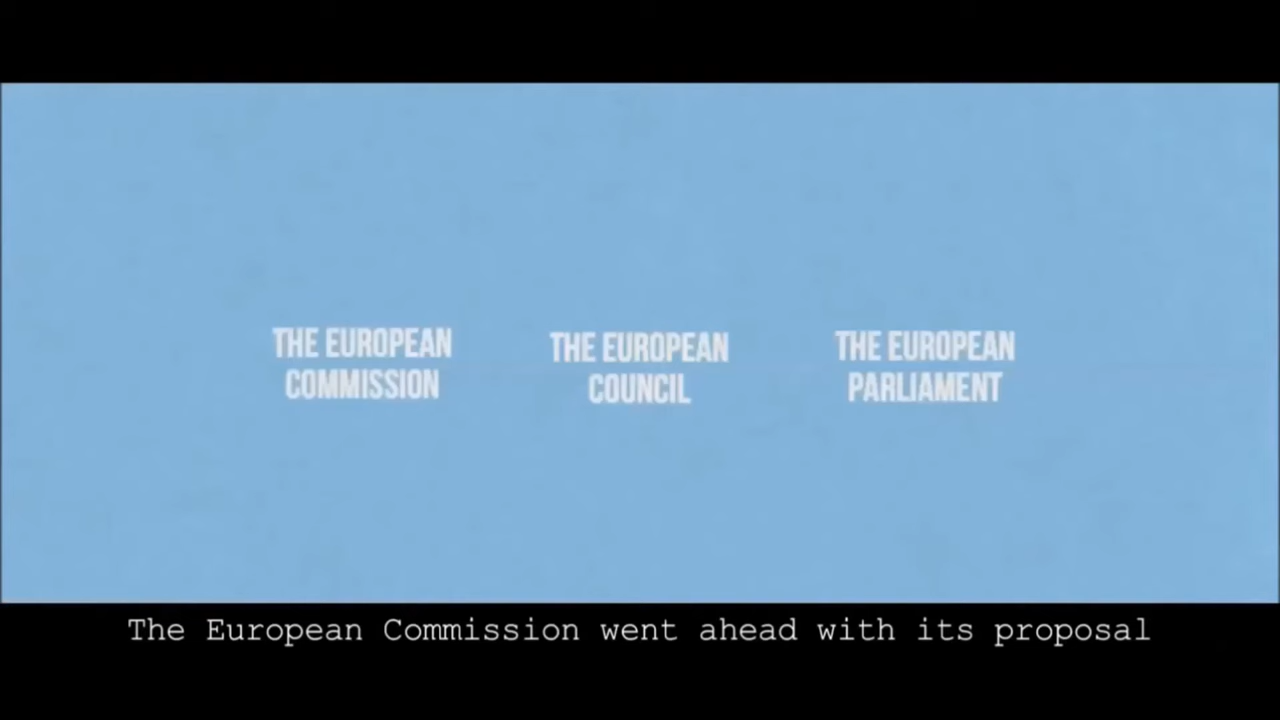 THE EUROPEAN
COMMISSION
THE EUROPEAN
COUNCIL
THE EUROPEAN
PARLIAMENT
The European Commission went ahead with its proposal